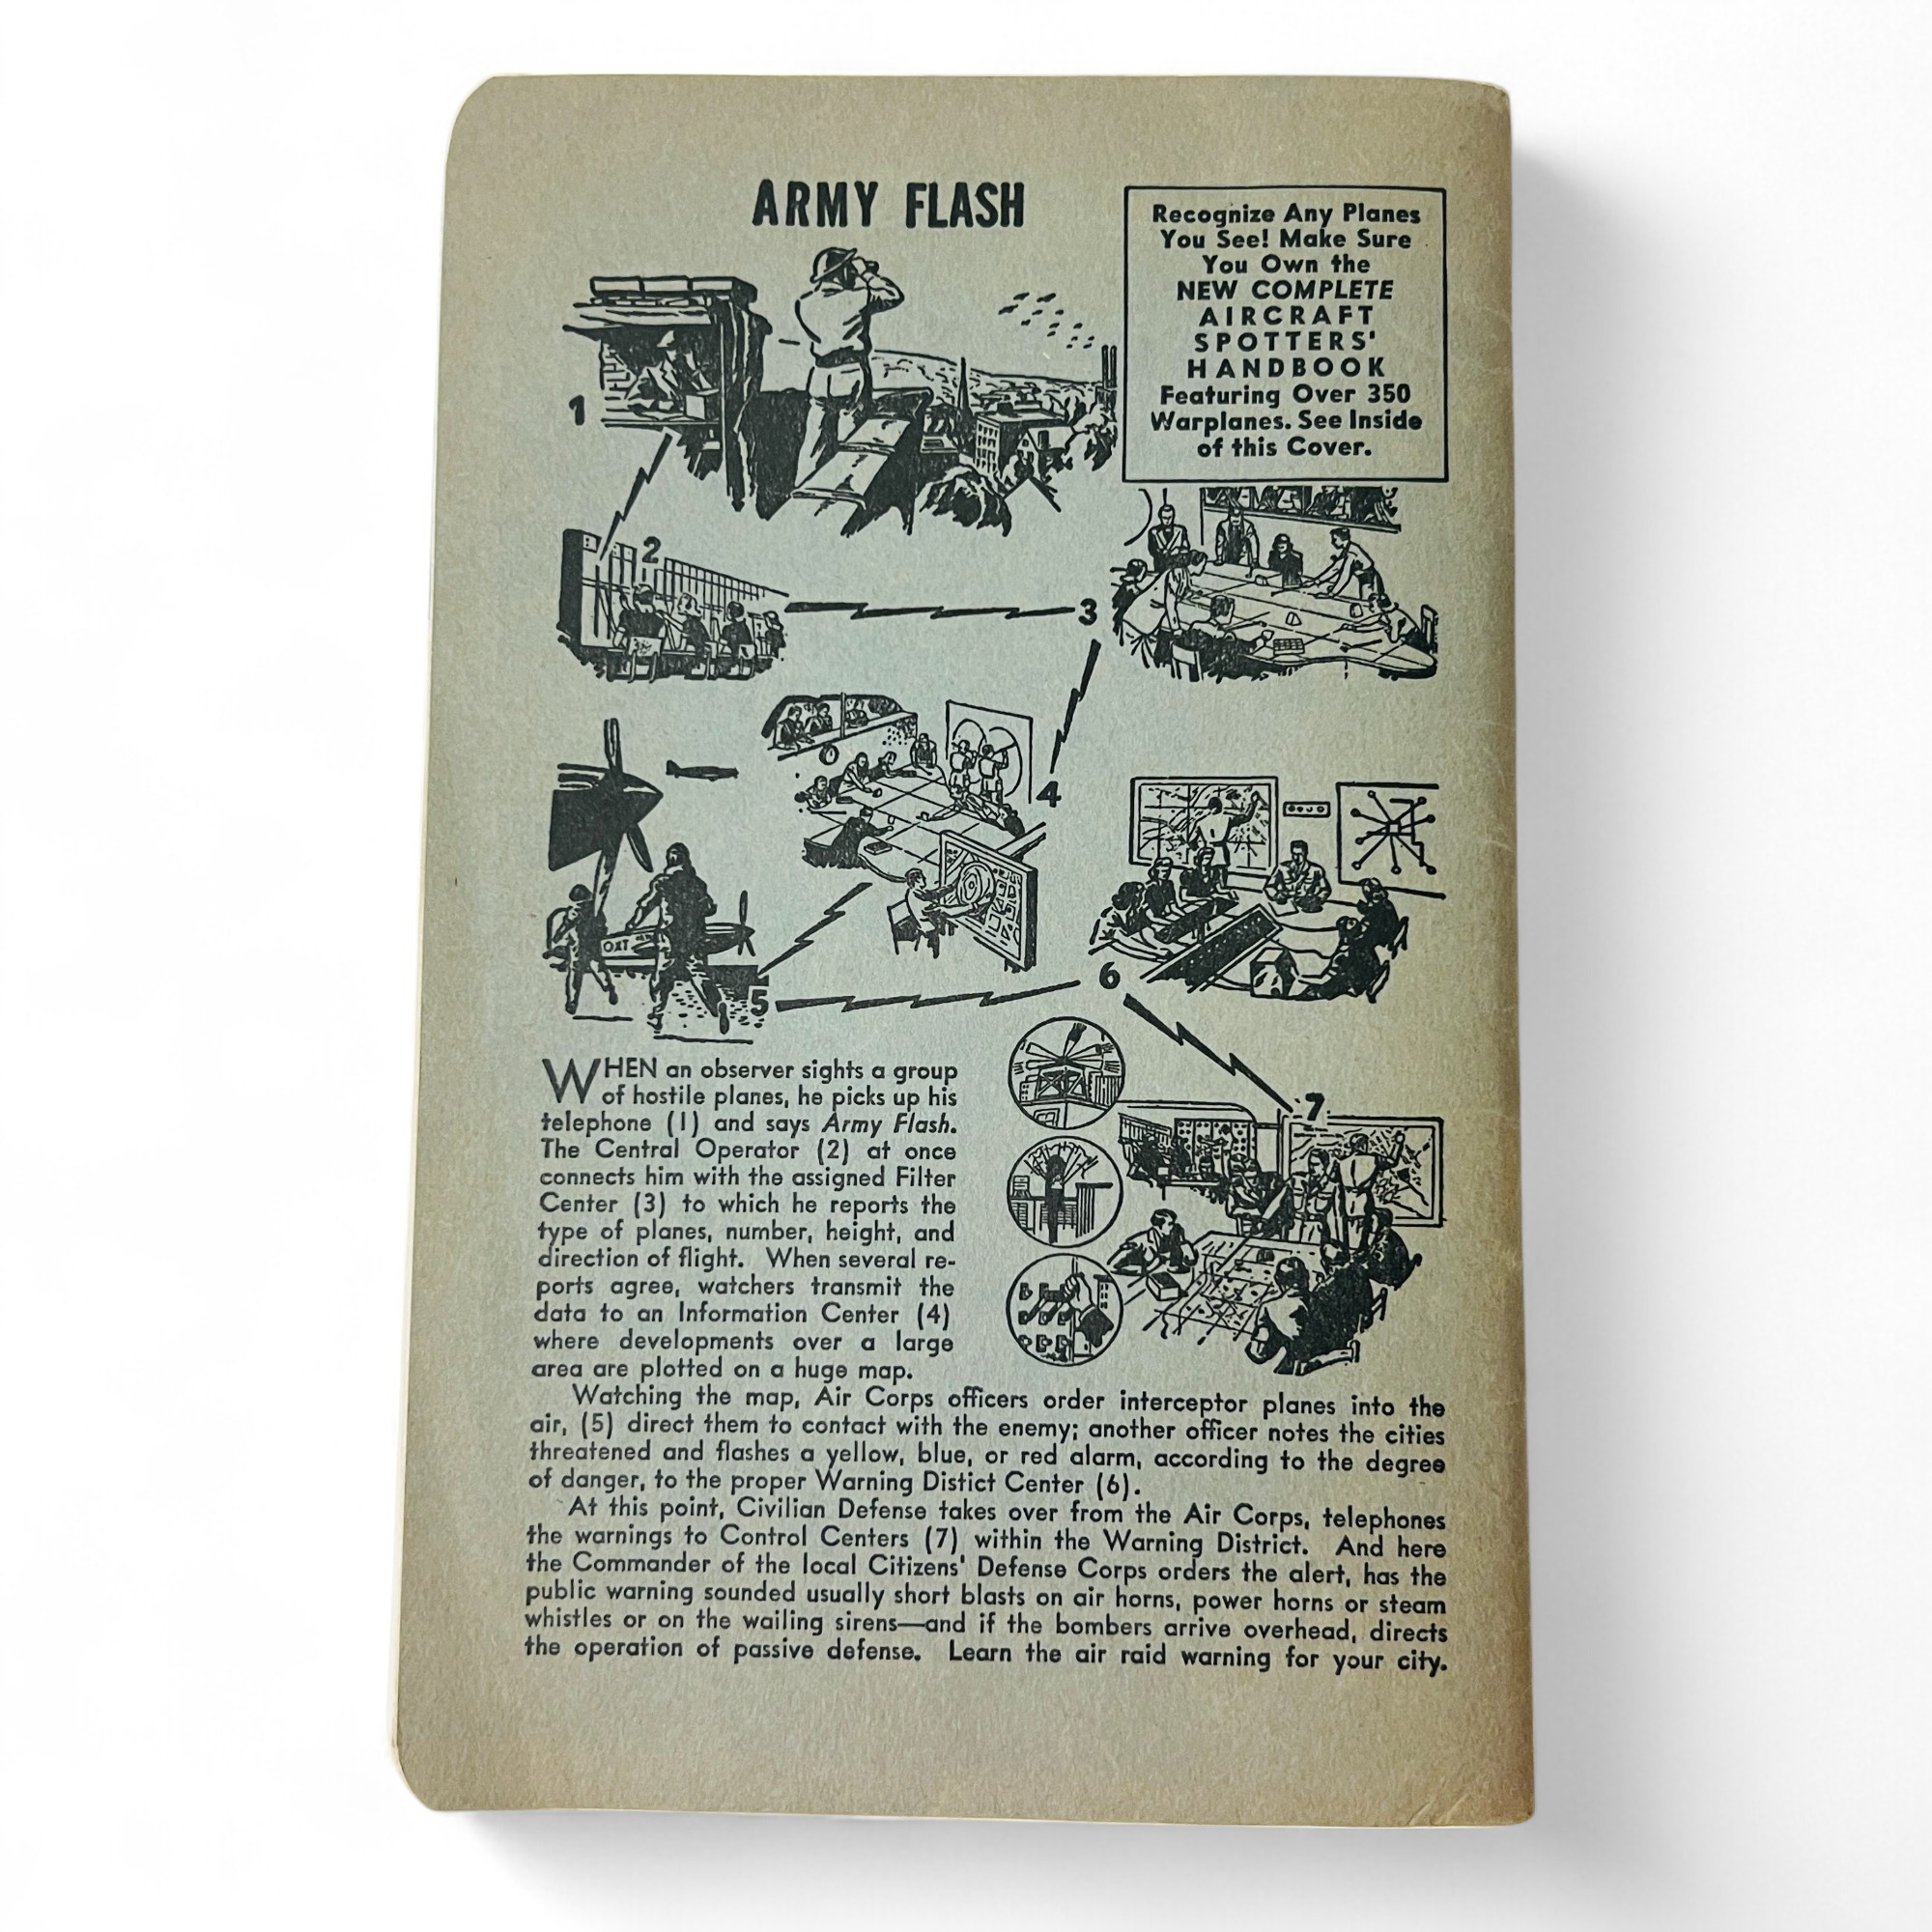 ARMY FLASH
Recognize Any Planes
You See! Make Sure
You Own the
NEW COMPLETE
AIRCRAFT
SPOTTERS'
HANDBOOK
Featuring Over 350
Warplanes. See Inside
of this Cover.
1
2
3
4
5
6
7
WHEN an observer sights a group
of hostile planes, he picks up his
telephone (1) and says Army Flash.
The Central Operator (2) at once
connects him with the assigned Filter
Center (3) to which he reports the
type of planes, number, height, and
direction of flight. When several re-
ports agree, watchers transmit the
data to an Information Center (4)
where developments over a large
area are plotted on a huge map.
Watching the map, Air Corps officers order interceptor planes into the
air, (5) direct them to contact with the enemy; another officer notes the cities
threatened and flashes a yellow, blue, or red alarm, according to the degree
of danger, to the proper Warning Distict Center (6).
At this point, Civilian Defense takes over from the Air Corps, telephones
the warnings to Control Centers (7) within the Warning District. And here
the Commander of the local Citizens' Defense Corps orders the alert, has the
public warning sounded usually short blasts on air horns, power horns or steam
whistles or on the wailing sirens—and if the bombers arrive overhead, directs
the operation of passive defense. Learn the air raid warning for your city.